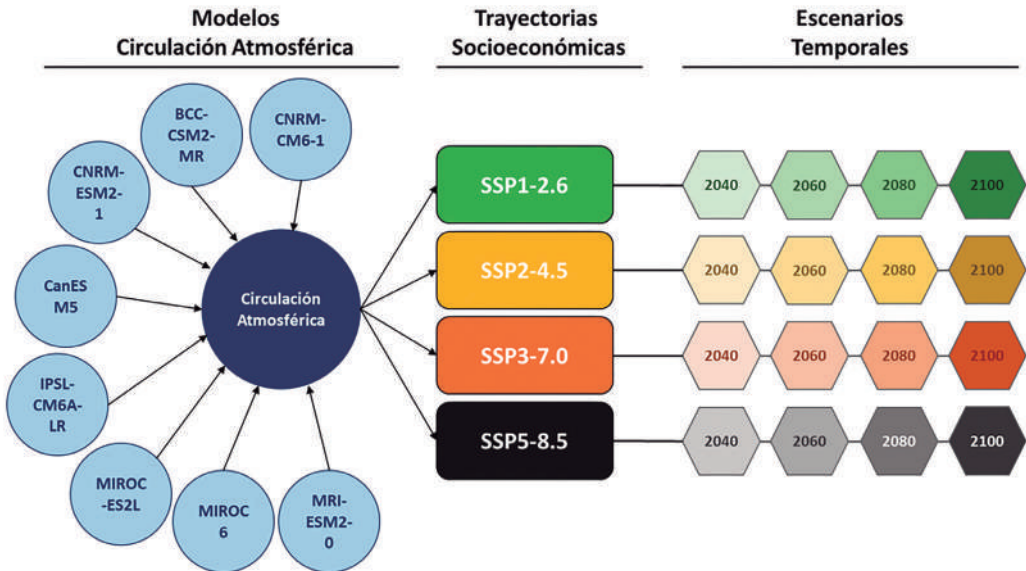 Modelos
Circulación Atmosférica
Trayectorias
Socioeconómicas
Escenarios
Temporales
BCC-
CSM2-
MR
CNRM-
CM6-1
CNRM-
ESM2-
1
CanES
M5
IPSL-
CM6A-
LR
MIROC
-ES2L
MIROC
6
MRI-
ESM2-
0
Circulación
Atmosférica
SSP1-2.6
2040
2060
2080
2100
SSP2-4.5
2040
2060
2080
2100
SSP3-7.0
2040
2060
2080
2100
SSP5-8.5
2040
2060
2080
2100